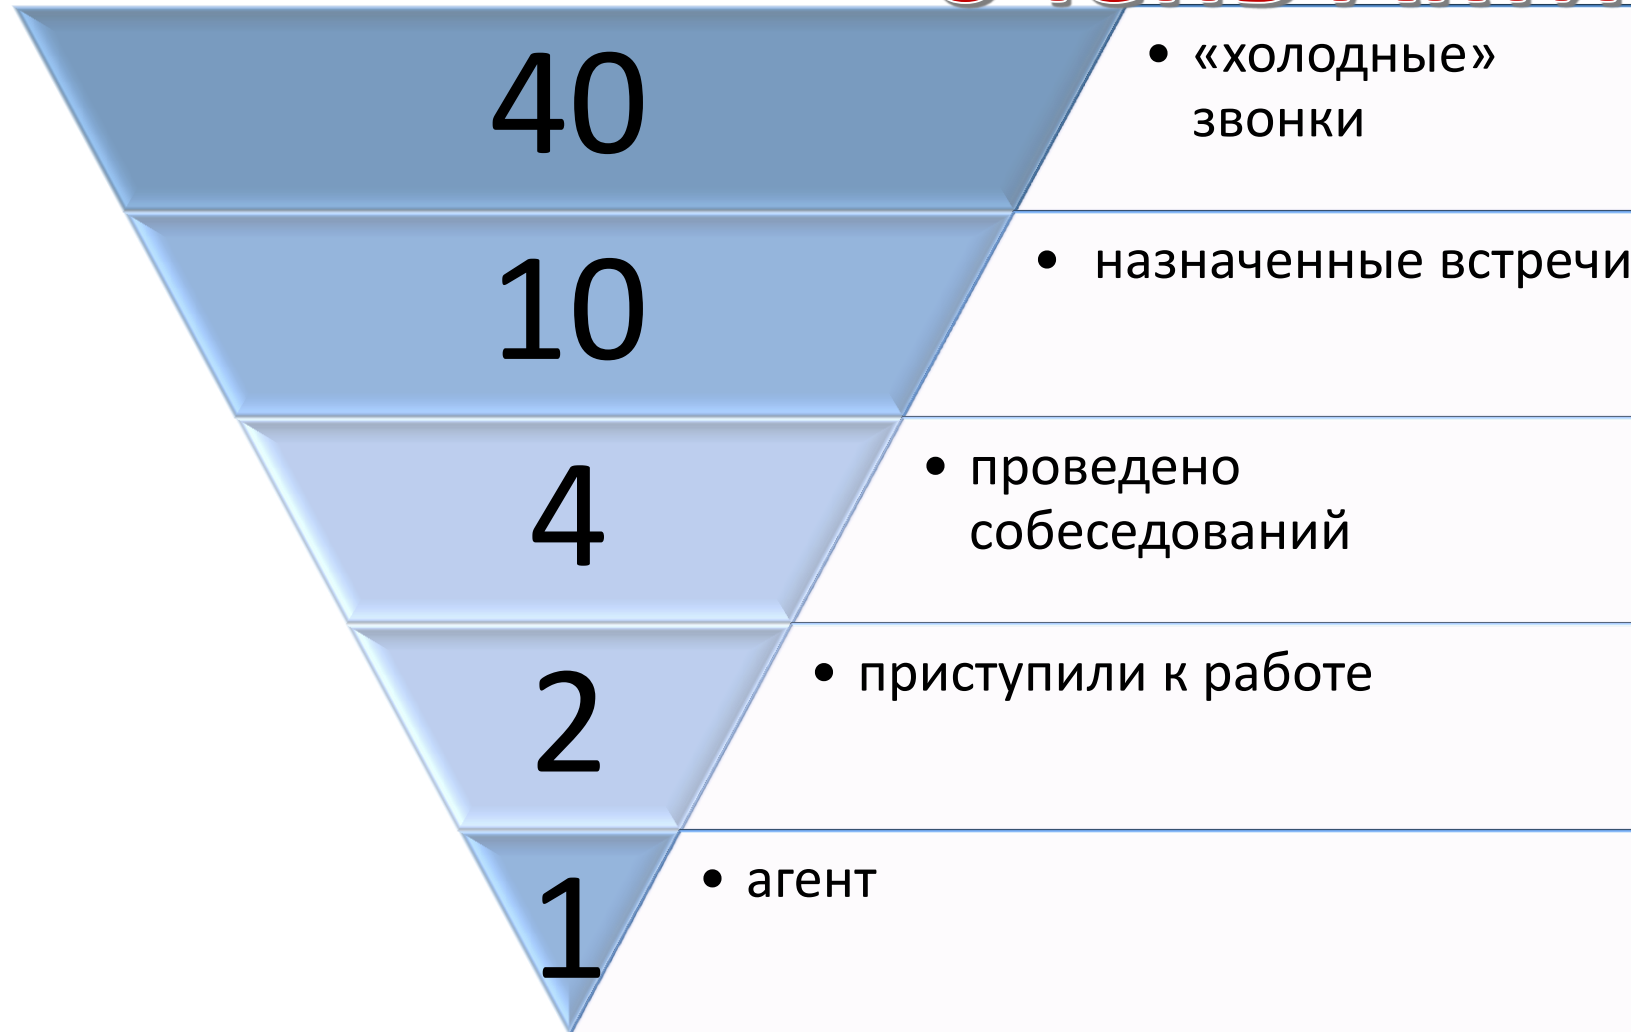 40
• «холодные»
звонки
10
• назначенные встречи
4
• проведено
собеседований
2
• приступили к работе
1
• агент